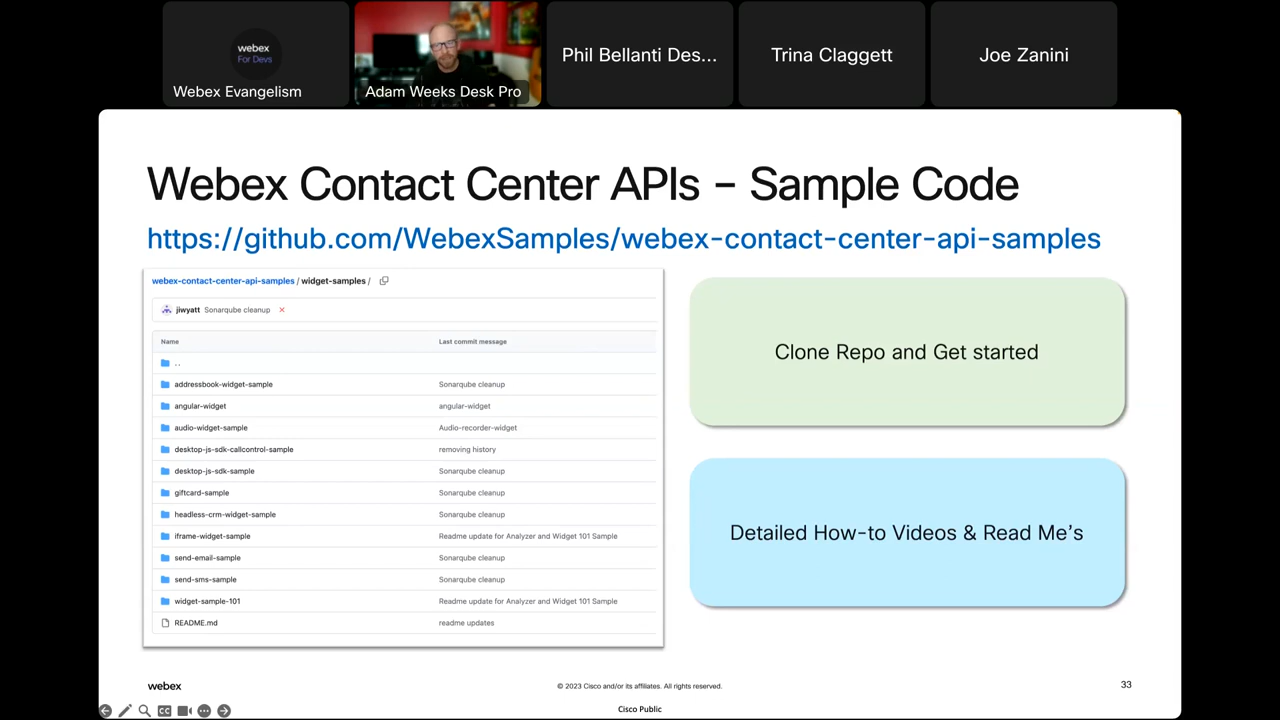 webex
For Devs
Webex Evangelism
Adam Weeks Desk Pro
Phil Bellanti Des...
Trina Claggett
Joe Zanini
Webex Contact Center APIs – Sample Code
https://github.com/WebexSamples/webex-contact-center-api-samples
webex-contact-center-api-samples / widget-samples /
jiwyatt Sonarqube cleanup
Name Last commit message
..
addressbook-widget-sample Sonarqube cleanup
angular-widget angular-widget
audio-widget-sample Audio-recorder-widget
desktop-js-sdk-callcontrol-sample removing history
desktop-js-sdk-sample Sonarqube cleanup
giftcard-sample Sonarqube cleanup
headless-crm-widget-sample Sonarqube cleanup
iframe-widget-sample Readme update for Analyzer and Widget 101 Sample
send-email-sample Sonarqube cleanup
send-sms-sample Sonarqube cleanup
widget-sample-101 Readme update for Analyzer and Widget 101 Sample
README.md readme updates
Clone Repo and Get started
Detailed How-to Videos & Read Me's
webex
© 2023 Cisco and/or its affiliates. All rights reserved.
33
CC
Cisco Public